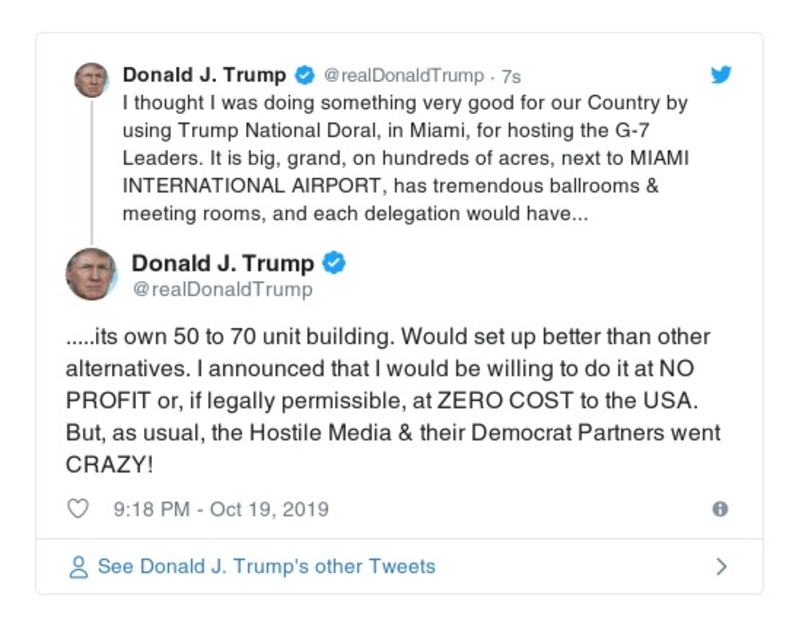 Donald J. Trump @realDonaldTrump · 7s
I thought I was doing something very good for our Country by
using Trump National Doral, in Miami, for hosting the G-7
Leaders. It is big, grand, on hundreds of acres, next to MIAMI
INTERNATIONAL AIRPORT, has tremendous ballrooms &
meeting rooms, and each delegation would have...
Donald J. Trump
@realDonaldTrump
.....its own 50 to 70 unit building. Would set up better than other
alternatives. I announced that I would be willing to do it at NO
PROFIT or, if legally permissible, at ZERO COST to the USA.
But, as usual, the Hostile Media & their Democrat Partners went
CRAZY!
9:18 PM - Oct 19, 2019
See Donald J. Trump's other Tweets